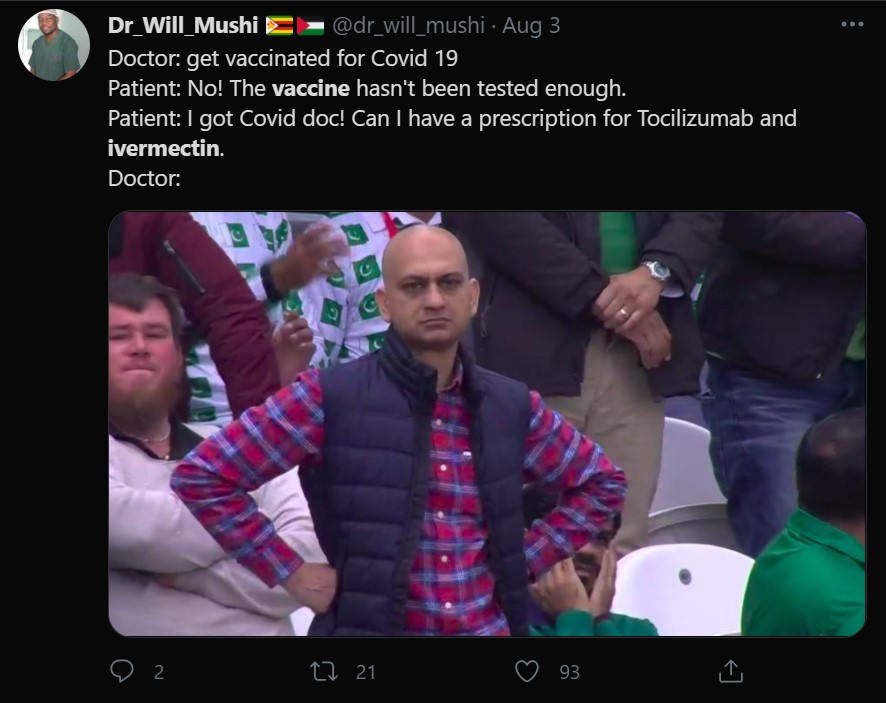 Dr_Will_Mushi 🇿🇼🇵🇸 @dr_will_mushi · Aug 3
Doctor: get vaccinated for Covid 19
Patient: No! The vaccine hasn't been tested enough.
Patient: I got Covid doc! Can I have a prescription for Tocilizumab and
ivermectin.
Doctor:
2 21 93